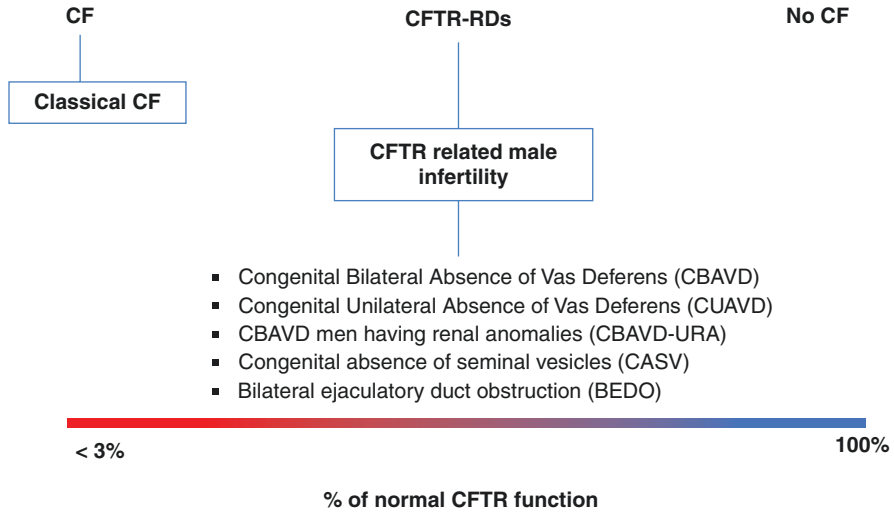 CF
CFTR-RDs
No CF
Classical CF
CFTR related male
infertility
▪ Congenital Bilateral Absence of Vas Deferens (CBAVD)
▪ Congenital Unilateral Absence of Vas Deferens (CUAVD)
▪ CBAVD men having renal anomalies (CBAVD-URA)
▪ Congenital absence of seminal vesicles (CASV)
▪ Bilateral ejaculatory duct obstruction (BEDO)
< 3%
100%
% of normal CFTR function